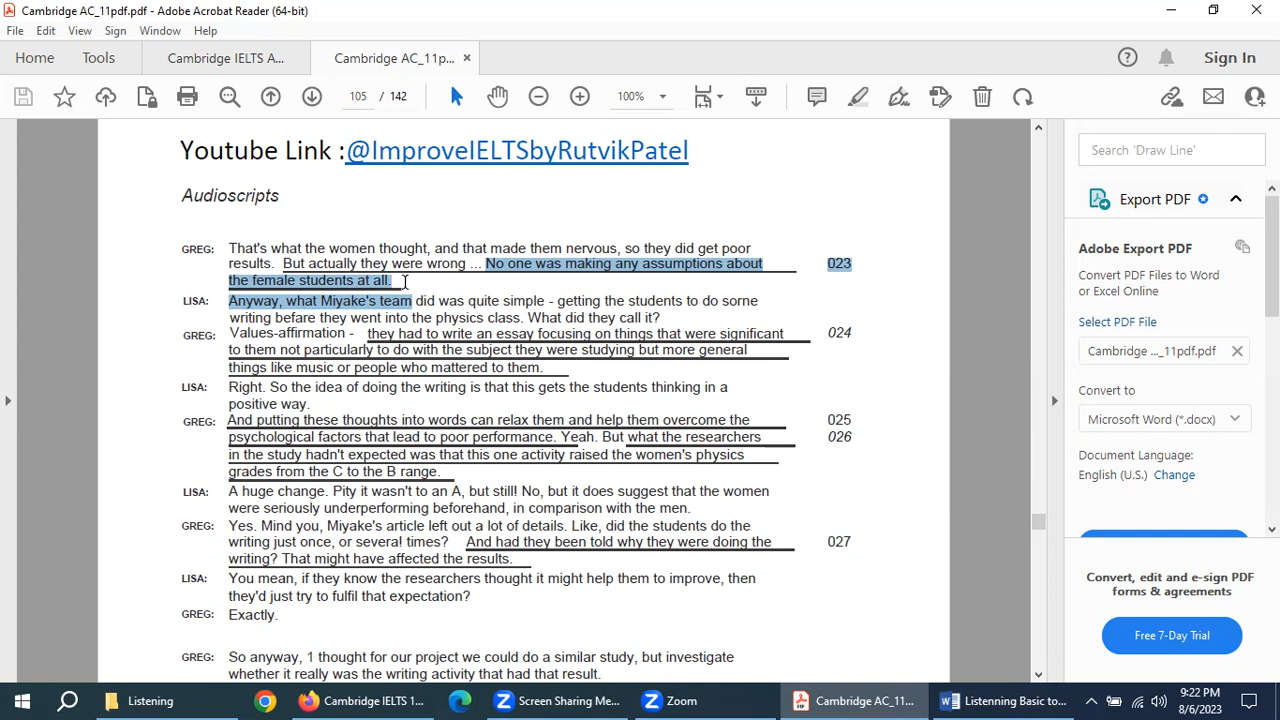 Cambridge AC_11pdf.pdf - Adobe Acrobat Reader (64-bit)
File Edit View Sign Window Help
Home Tools Cambridge IELTS A... Cambridge AC_11p... ×
Sign In
105 / 142 100%
Youtube Link :@ImproveIELTSbyRutvikPatel
Audioscripts
GREG: That's what the women thought, and that made them nervous, so they did get poor
results. But actually they were wrong ... No one was making any assumptions about 023
the female students at all.
LISA: Anyway, what Miyake's team did was quite simple - getting the students to do sorne
writing befare they went into the physics class. What did they call it?
GREG: Values-affirmation - they had to write an essay focusing on things that were significant 024
to them not particularly to do with the subject they were studying but more general
things like music or people who mattered to them.
LISA: Right. So the idea of doing the writing is that this gets the students thinking in a
positive way.
GREG: And putting these thoughts into words can relax them and help them overcome the 025
psychological factors that lead to poor performance. Yeah. But what the researchers 026
in the study hadn't expected was that this one activity raised the women's physics
grades from the C to the B range.
LISA: A huge change. Pity it wasn't to an A, but still! No, but it does suggest that the women
were seriously underperforming beforehand, in comparison with the men.
GREG: Yes. Mind you, Miyake's article left out a lot of details. Like, did the students do the
writing just once, or severa! times? And had they been told why they were doing the 027
writing? That might have affected the results.
LISA: You mean, if they know the researchers thought it might help them to improve, then
they'd just try to fulfil that expectation?
GREG: Exactly.
GREG: So anyway, 1 thought for our project we could do a similar study, but investigate
whether it really was the writing activity that had that result.
Search 'Draw Line'
Export PDF
Adobe Export PDF
Convert PDF Files to Word
or Excel Online
Select PDF File
Cambridge ..._11pdf.pdf
Convert to
Microsoft Word (*.docx)
Document Language:
English (U.S.) Change
Convert, edit and e-sign PDF
forms & agreements
Free 7-Day Trial
Listening Cambridge IELTS 1... Screen Sharing Me... Zoom Cambridge AC_11p... Listenning Basic to...
9:22 PM
8/6/2023